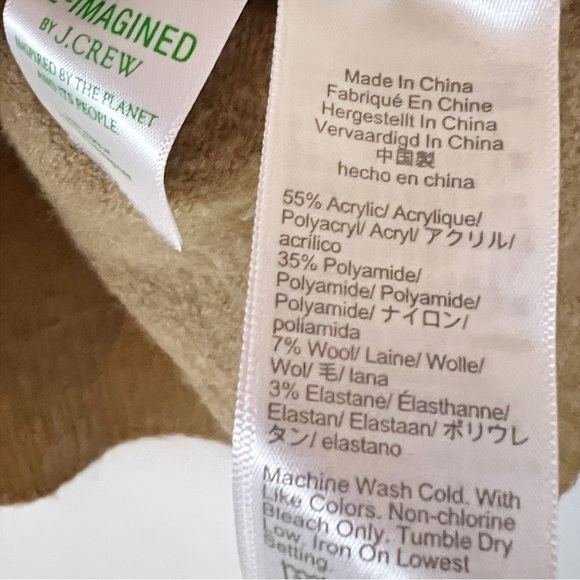 -IMAGINED
BY J.CREW
INSPIRED BY THE PLANET
AND ITS PEOPLE
Made In China
Fabriqué En Chine
Hergestellt In China
Vervaardigd In China
中国製
hecho en china
55% Acrylic/ Acrylique/
Polyacryl/ Acryl/ アクリル/
acrílico
35% Polyamide/
Polyamide/ Polyamide/
Polyamide/ ナイロン/
poliamida
7% Wool/ Laine/ Wolle/
Wol/ 毛/ lana
3% Elastane/ Élasthanne/
Elastan/ Elastaan/ ポリウレ
タン/ elastano
Machine Wash Cold. With
Like Colors. Non-chlorine
Bleach Only. Tumble Dry
Low. Iron On Lowest
Setting.